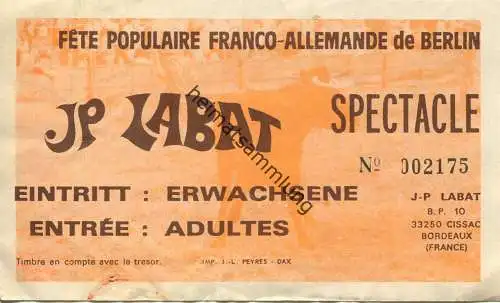 FÊTE POPULAIRE FRANCO-ALLEMANDE de BERLIN
JP LABAT
SPECTACLE
Nº 002175
EINTRITT : ERWACHSENE
ENTRÉE : ADULTES
J-P LABAT
B.P. 10
33250 CISSAC
BORDEAUX
(FRANCE)
Timbre en compte avec le tresor.
IMP. J.-L. PEYRES - DAX
heimatsammlung